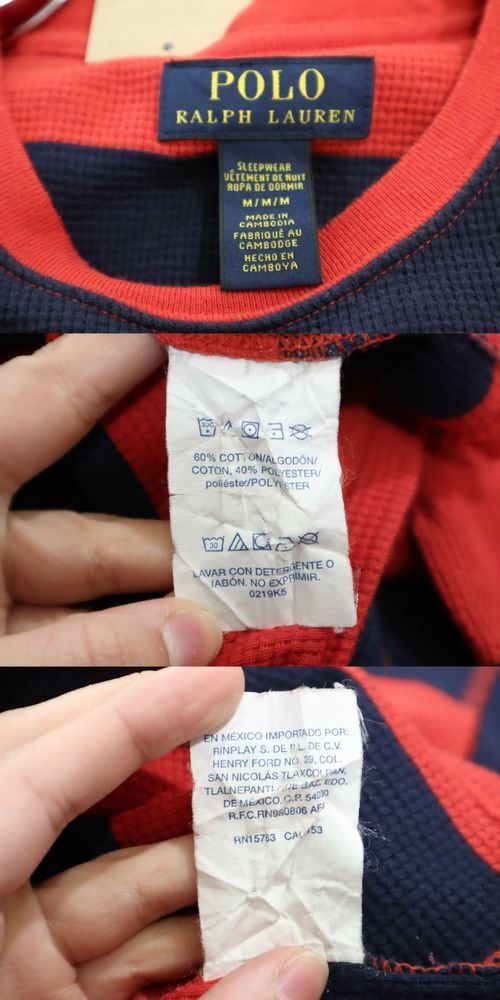 POLO
RALPH LAUREN
SLEEPWEAR
VÊTEMENT DE NUIT
ROPA DE DORMIR
M/M/M
MADE IN
CAMBODIA
FABRIQUÉ AU
CAMBODGE
HECHO EN
CAMBOYA
60% COTTON/ALGODÓN/
COTON, 40% POLYESTER/
poliéster/POLYESTER
30
LAVAR CON DETERGENTE O
JABÓN. NO EXPRIMIR.
0219K5
EN MÉXICO IMPORTADO POR:
RINPLAY S. DE R.L. DE C.V.
HENRY FORD NO. 29, COL.
SAN NICOLÁS TLAXCOLPAN,
TLALNEPANTLA DE BAZ, EDO.
DE MÉXICO, C.P. 54030
R.F.C.RN950806
RN15763 CA